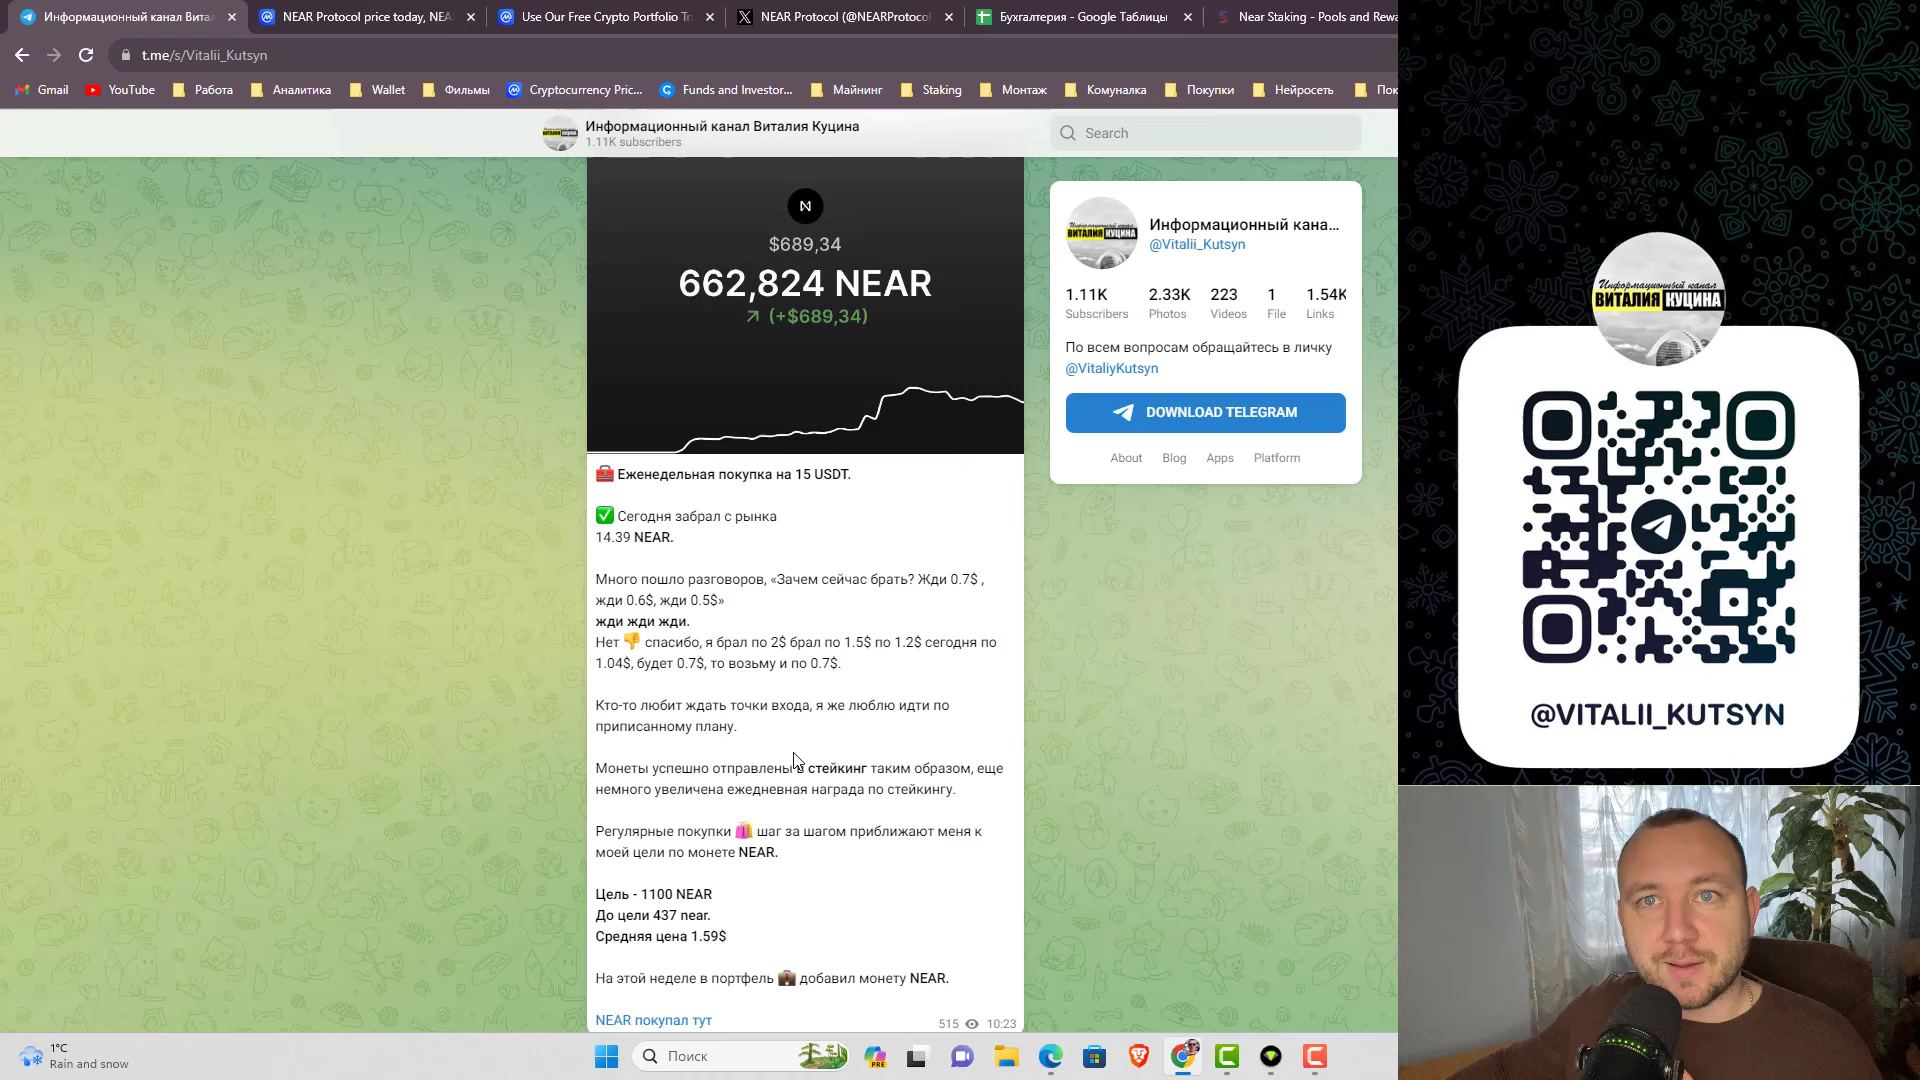 Информационный канал Вита
NEAR Protocol price today, NEA
Use Our Free Crypto Portfolio Tr
NEAR Protocol (@NEARProtocol
Бухгалтерия - Google Таблицы
Near Staking - Pools and Rewa
t.me/s/Vitalii_Kutsyn
Gmail
YouTube
Работа
Аналитика
Wallet
Фильмы
Cryptocurrency Pric...
Funds and Investor...
Майнинг
Staking
Монтаж
Комуналка
Покупки
Нейросеть
Пок
Информационный канал Виталия Куцина
1.11K subscribers
Search
$689,34
662,824 NEAR
(+$689,34)
Еженедельная покупка на 15 USDT.
Сегодня забрал с рынка
14.39 NEAR.
Много пошло разговоров, «Зачем сейчас брать? Жди 0.7$ ,
жди 0.6$, жди 0.5$»
жди жди жди.
Нет спасибо, я брал по 2$ брал по 1.5$ по 1.2$ сегодня по
1.04$, будет 0.7$, то возьму и по 0.7$.
Кто-то любит ждать точки входа, я же люблю идти по
приписанному плану.
Монеты успешно отправлены в стейкинг таким образом, еще
немного увеличена ежедневная награда по стейкингу.
Регулярные покупки шаг за шагом приближают меня к
моей цели по монете NEAR.
Цель - 1100 NEAR
До цели 437 near.
Средняя цена 1.59$
На этой неделе в портфель добавил монету NEAR.
NEAR покупал тут
515 10:23
Информационный канал
ВИТАЛИЯ КУЦИНА
Информационный кана...
@Vitalii_Kutsyn
1.11K 2.33K 223 1 1.54K
Subscribers Photos Videos File Links
По всем вопросам обращайтесь в личку
@VitaliyKutsyn
DOWNLOAD TELEGRAM
About Blog Apps Platform
Информационный канал
ВИТАЛИЯ КУЦИНА
@VITALII_KUTSYN
1°C
Rain and snow
Поиск
PRE